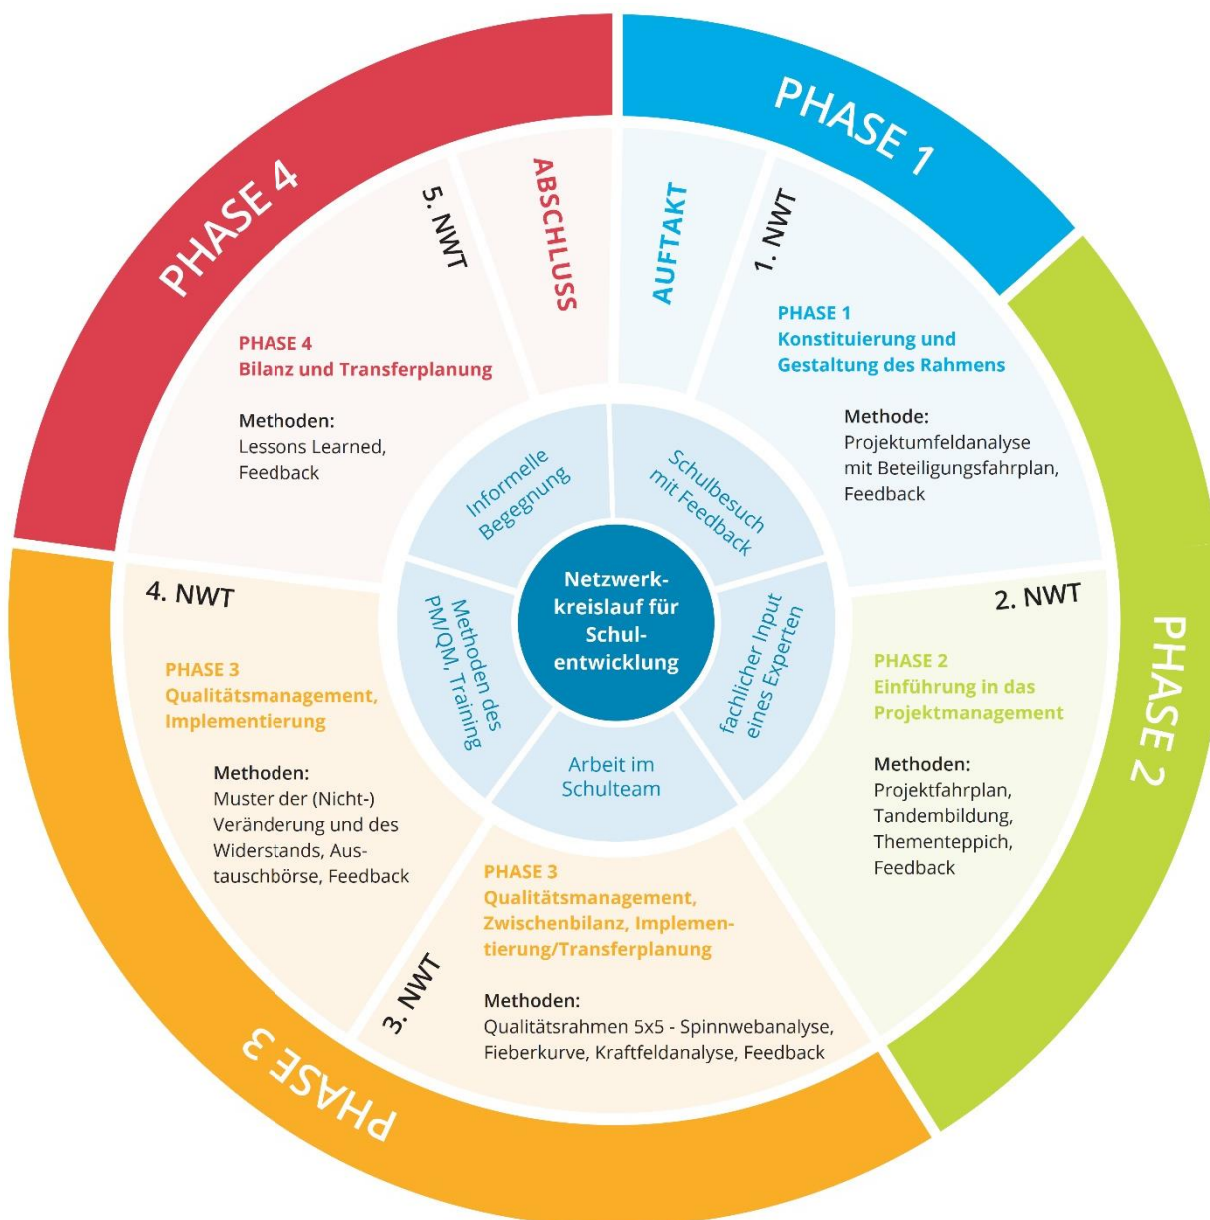 PHASE 1
PHASE 2
PHASE 3
PHASE 4
AUFTAKT
1. NWT
PHASE 1
Konstituierung und
Gestaltung des Rahmens
Methode:
Projektumfeldanalyse
mit Beteiligungsfahrplan,
Feedback
2. NWT
PHASE 2
Einführung in das
Projektmanagement
Methoden:
Projektfahrplan,
Tandembildung,
Thementeppich,
Feedback
3. NWT
PHASE 3
Qualitätsmanagement,
Zwischenbilanz, Implemen-
tierung/Transferplanung
Methoden:
Qualitätsrahmen 5x5 - Spinnwebanalyse,
Fieberkurve, Kraftfeldanalyse, Feedback
4. NWT
PHASE 3
Qualitätsmanagement,
Implementierung
Methoden:
Muster der (Nicht-)
Veränderung und des
Widerstands, Aus-
tauschbörse, Feedback
5. NWT
PHASE 4
Bilanz und Transferplanung
Methoden:
Lessons Learned,
Feedback
ABSCHLUSS
Schulbesuch
mit Feedback
fachlicher Input
eines Experten
Arbeit im
Schulteam
Methoden des
PM/QM, Training
Informelle
Begegnung
Netzwerk-
kreislauf für
Schul-
entwicklung